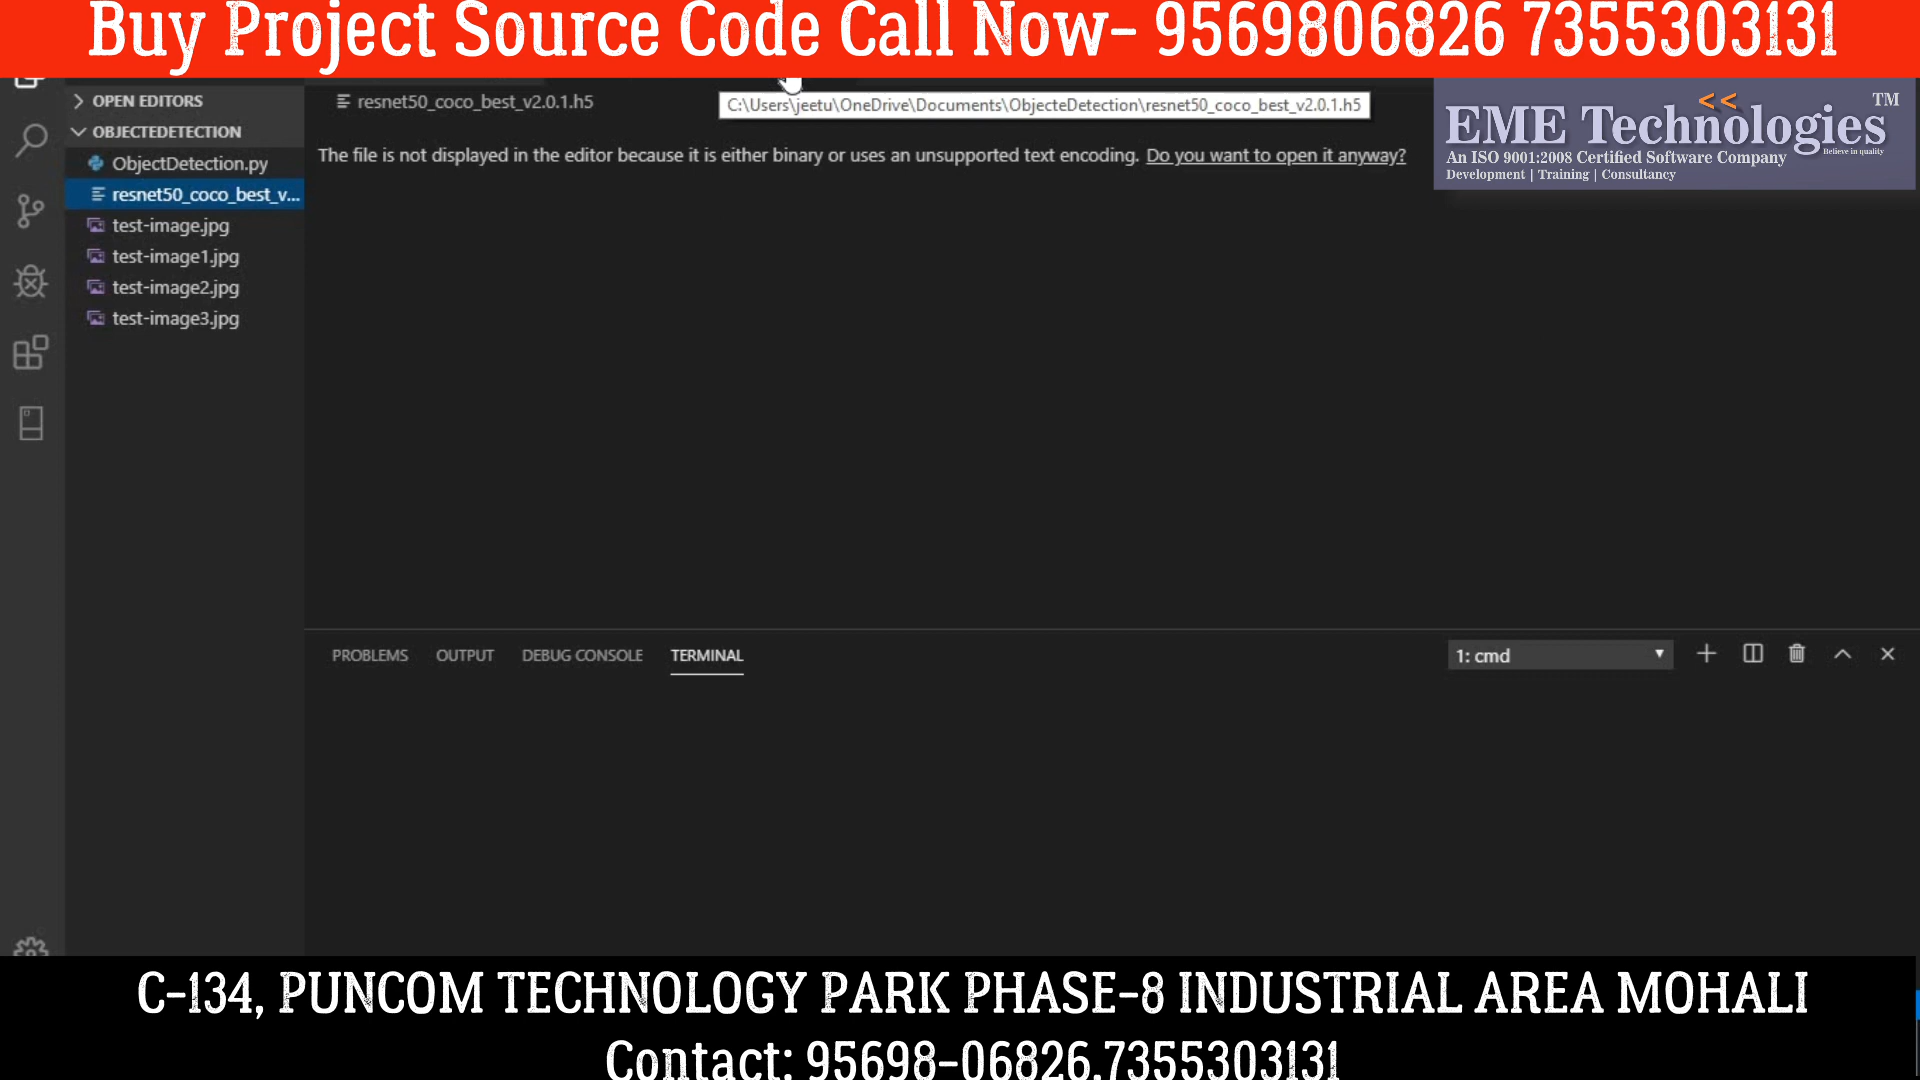 Buy Project Source Code Call Now- 9569806826 7355303131
OPEN EDITORS
OBJECTEDETECTION
ObjectDetection.py
resnet50_coco_best_v...
test-image.jpg
test-image1.jpg
test-image2.jpg
test-image3.jpg
resnet50_coco_best_v2.0.1.h5
C:\Users\jeetu\OneDrive\Documents\ObjecteDetection\resnet50_coco_best_v2.0.1.h5
The file is not displayed in the editor because it is either binary or uses an unsupported text encoding. Do you want to open it anyway?
<< TM
EME Technologies
Believe in quality
An ISO 9001:2008 Certified Software Company
Development | Training | Consultancy
PROBLEMS OUTPUT DEBUG CONSOLE TERMINAL
1: cmd
C-134, PUNCOM TECHNOLOGY PARK PHASE-8 INDUSTRIAL AREA MOHALI
Contact: 95698-06826,7355303131